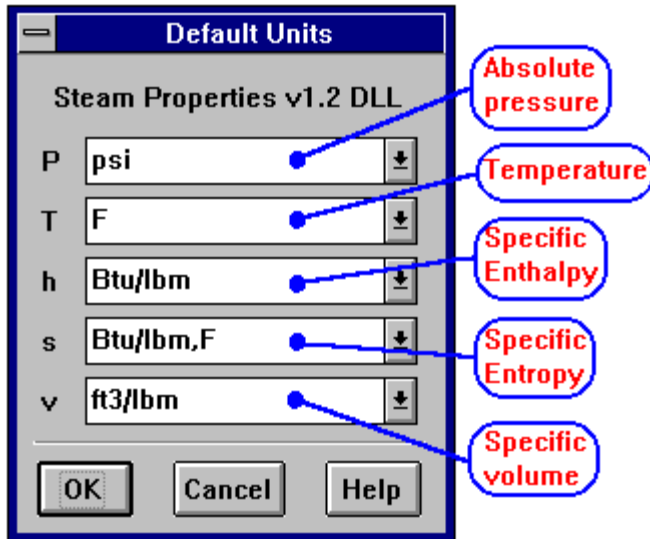 Default Units
Steam Properties v1.2 DLL
P psi
T F
h Btu/lbm
s Btu/lbm,F
v ft3/lbm
OK Cancel Help
Absolute
pressure
Temperature
Specific
Enthalpy
Specific
Entropy
Specific
volume